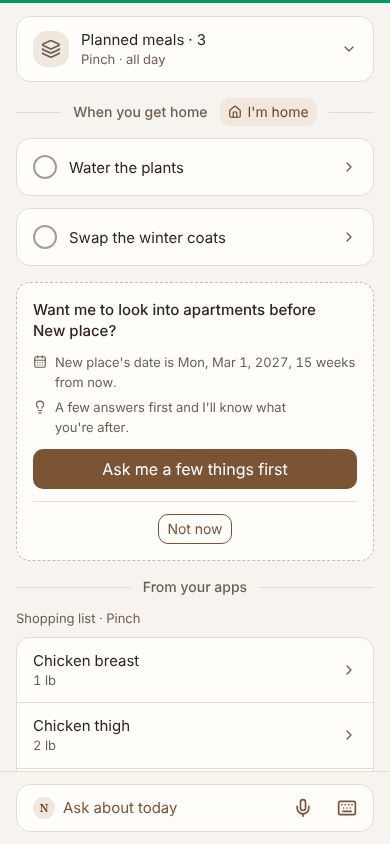 Planned meals · 3
Pinch · all day
When you get home
I'm home
Water the plants
Swap the winter coats
Want me to look into apartments before
New place?
New place's date is Mon, Mar 1, 2027, 15 weeks
from now.
A few answers first and I'll know what
you're after.
Ask me a few things first
Not now
From your apps
Shopping list · Pinch
Chicken breast
1 lb
Chicken thigh
2 lb
N
Ask about today